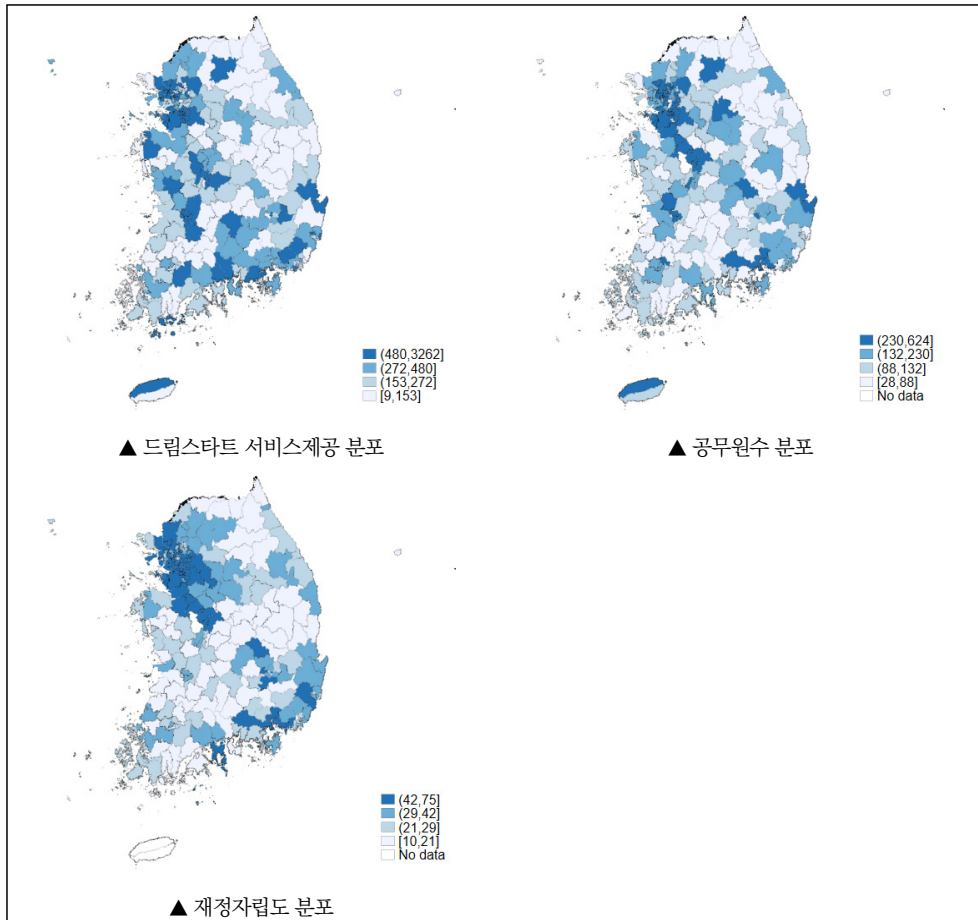 (480,3262]
(272,480]
(153,272]
[9,153]
▲ 드림스타트 서비스제공 분포
(230,624]
(132,230]
(88,132]
[28,88]
No data
▲ 공무원수 분포
(42,75]
(29,42]
(21,29]
[10,21]
No data
▲ 재정자립도 분포